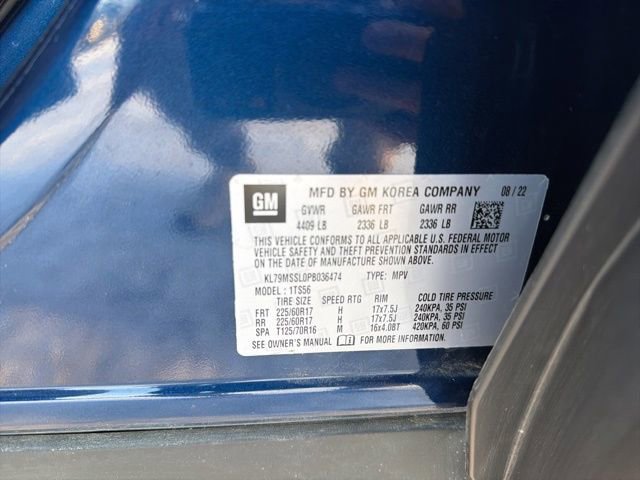 GM MFD BY GM KOREA COMPANY 08 / 22
GVWR GAWR FRT GAWR RR
4409 LB 2336 LB 2336 LB
THIS VEHICLE CONFORMS TO ALL APPLICABLE U.S. FEDERAL MOTOR
VEHICLE SAFETY AND THEFT PREVENTION STANDARDS IN EFFECT
ON THE DATE OF MANUFACTURE SHOWN ABOVE.
KL79MSSL0PB036474 TYPE: MPV
MODEL : 1TS56
TIRE SIZE SPEED RTG RIM COLD TIRE PRESSURE
FRT 225/60R17 H 17x7.5J 240KPA, 35 PSI
RR 225/60R17 H 17x7.5J 240KPA, 35 PSI
SPA T125/70R16 M 16x4.0BT 420KPA, 60 PSI
SEE OWNER'S MANUAL FOR MORE INFORMATION.